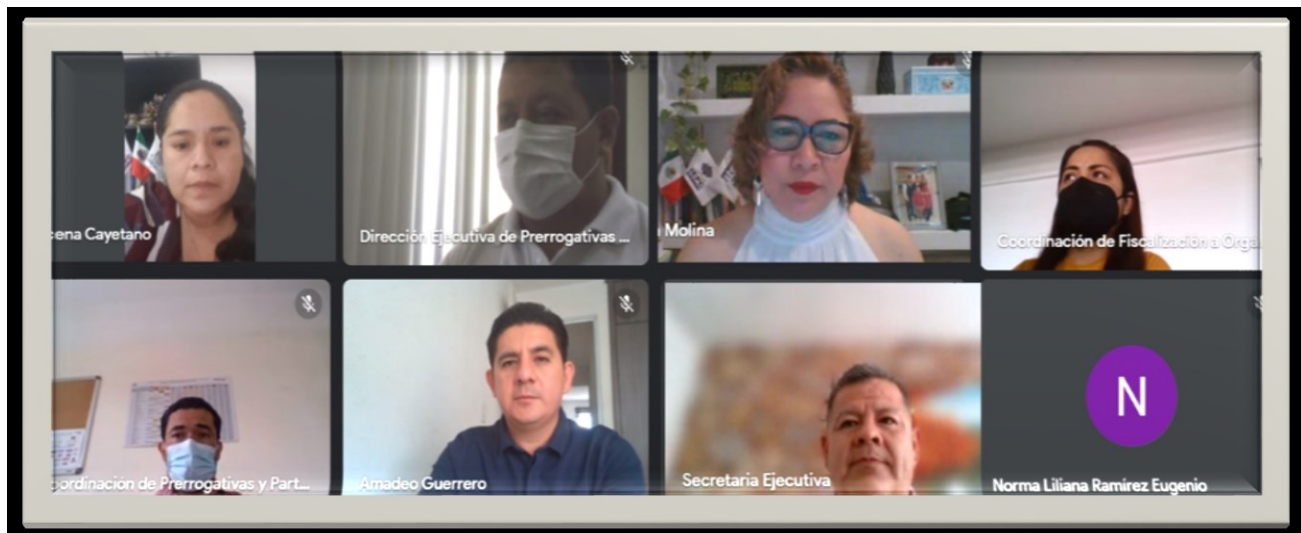 cena Cayetano
Dirección Ejecutiva de Prerrogativas ...
Molina
Coordinación de Fiscalización a Orga
ordinación de Prerrogativas y Part...
Amadeo Guerrero
Secretaria Ejecutiva
N
Norma Liliana Ramírez Eugenio